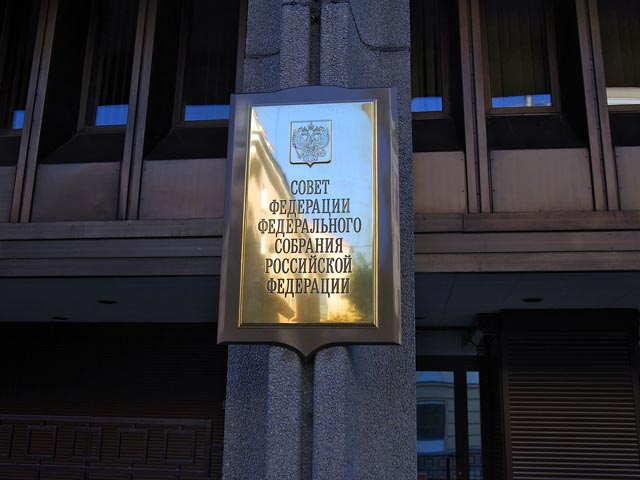 СОВЕТ
ФЕДЕРАЦИИ
ФЕДЕРАЛЬНОГО
СОБРАНИЯ
РОССИЙСКОЙ
ФЕДЕРАЦИИ